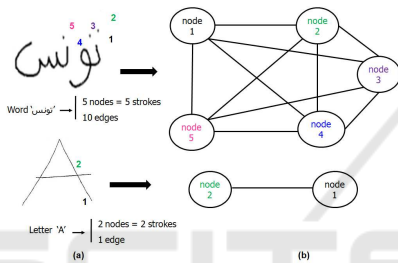 5 3 2
4 1
تونس
Word 'تونس' 5 nodes = 5 strokes
10 edges
2
1
Letter 'A' 2 nodes = 2 strokes
1 edge
(a)
node 1
node 2
node 3
node 5
node 4
node 2
node 1
(b)